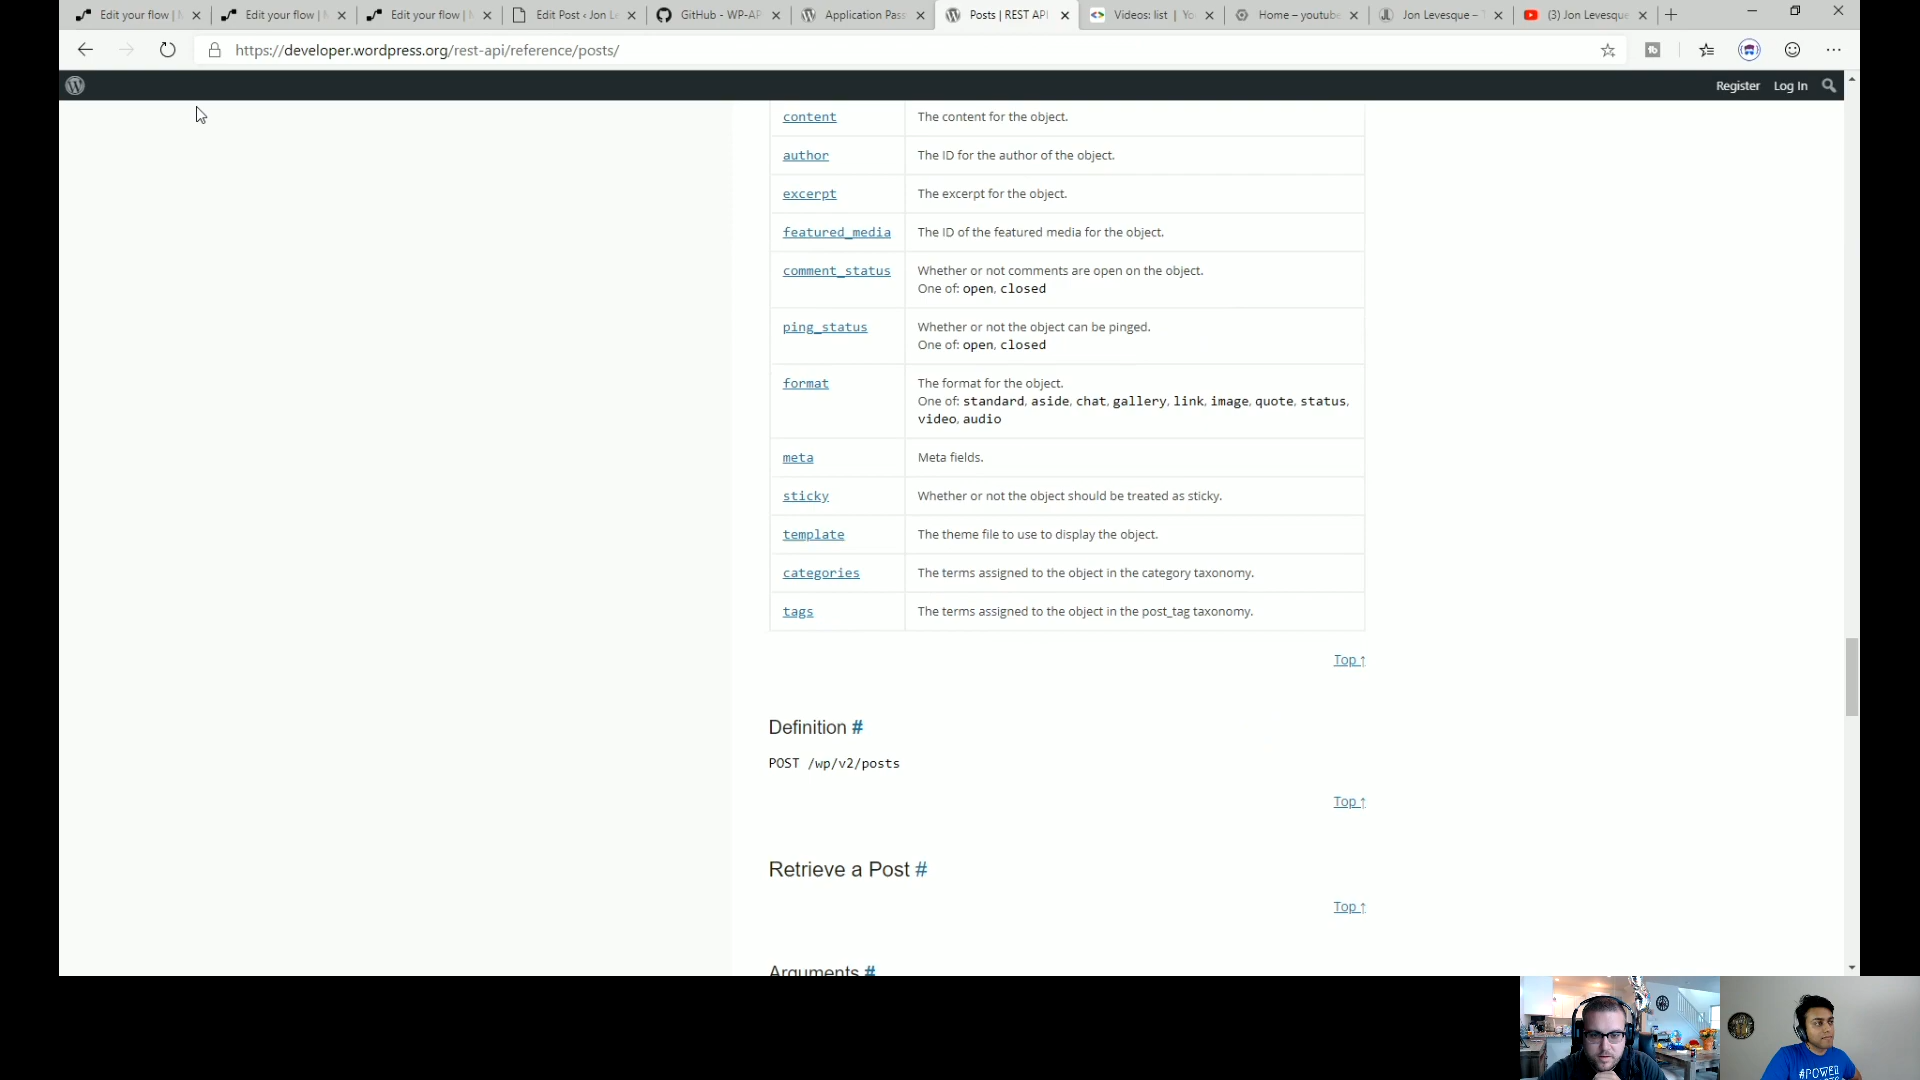 Edit your flow |
Edit your flow |
Edit your flow |
Edit Post ‹ Jon Le
GitHub - WP-AP
Application Pass
Posts | REST API
Videos: list | Yo
Home – youtube
Jon Levesque –
(3) Jon Levesque
https://developer.wordpress.org/rest-api/reference/posts/
Register Log In
content The content for the object.
author The ID for the author of the object.
excerpt The excerpt for the object.
featured_media The ID of the featured media for the object.
comment_status Whether or not comments are open on the object.
One of: open, closed
ping_status Whether or not the object can be pinged.
One of: open, closed
format The format for the object.
One of: standard, aside, chat, gallery, link, image, quote, status,
video, audio
meta Meta fields.
sticky Whether or not the object should be treated as sticky.
template The theme file to use to display the object.
categories The terms assigned to the object in the category taxonomy.
tags The terms assigned to the object in the post_tag taxonomy.
Top ↑
Definition #
POST /wp/v2/posts
Top ↑
Retrieve a Post #
Top ↑
Arguments #
#POWER